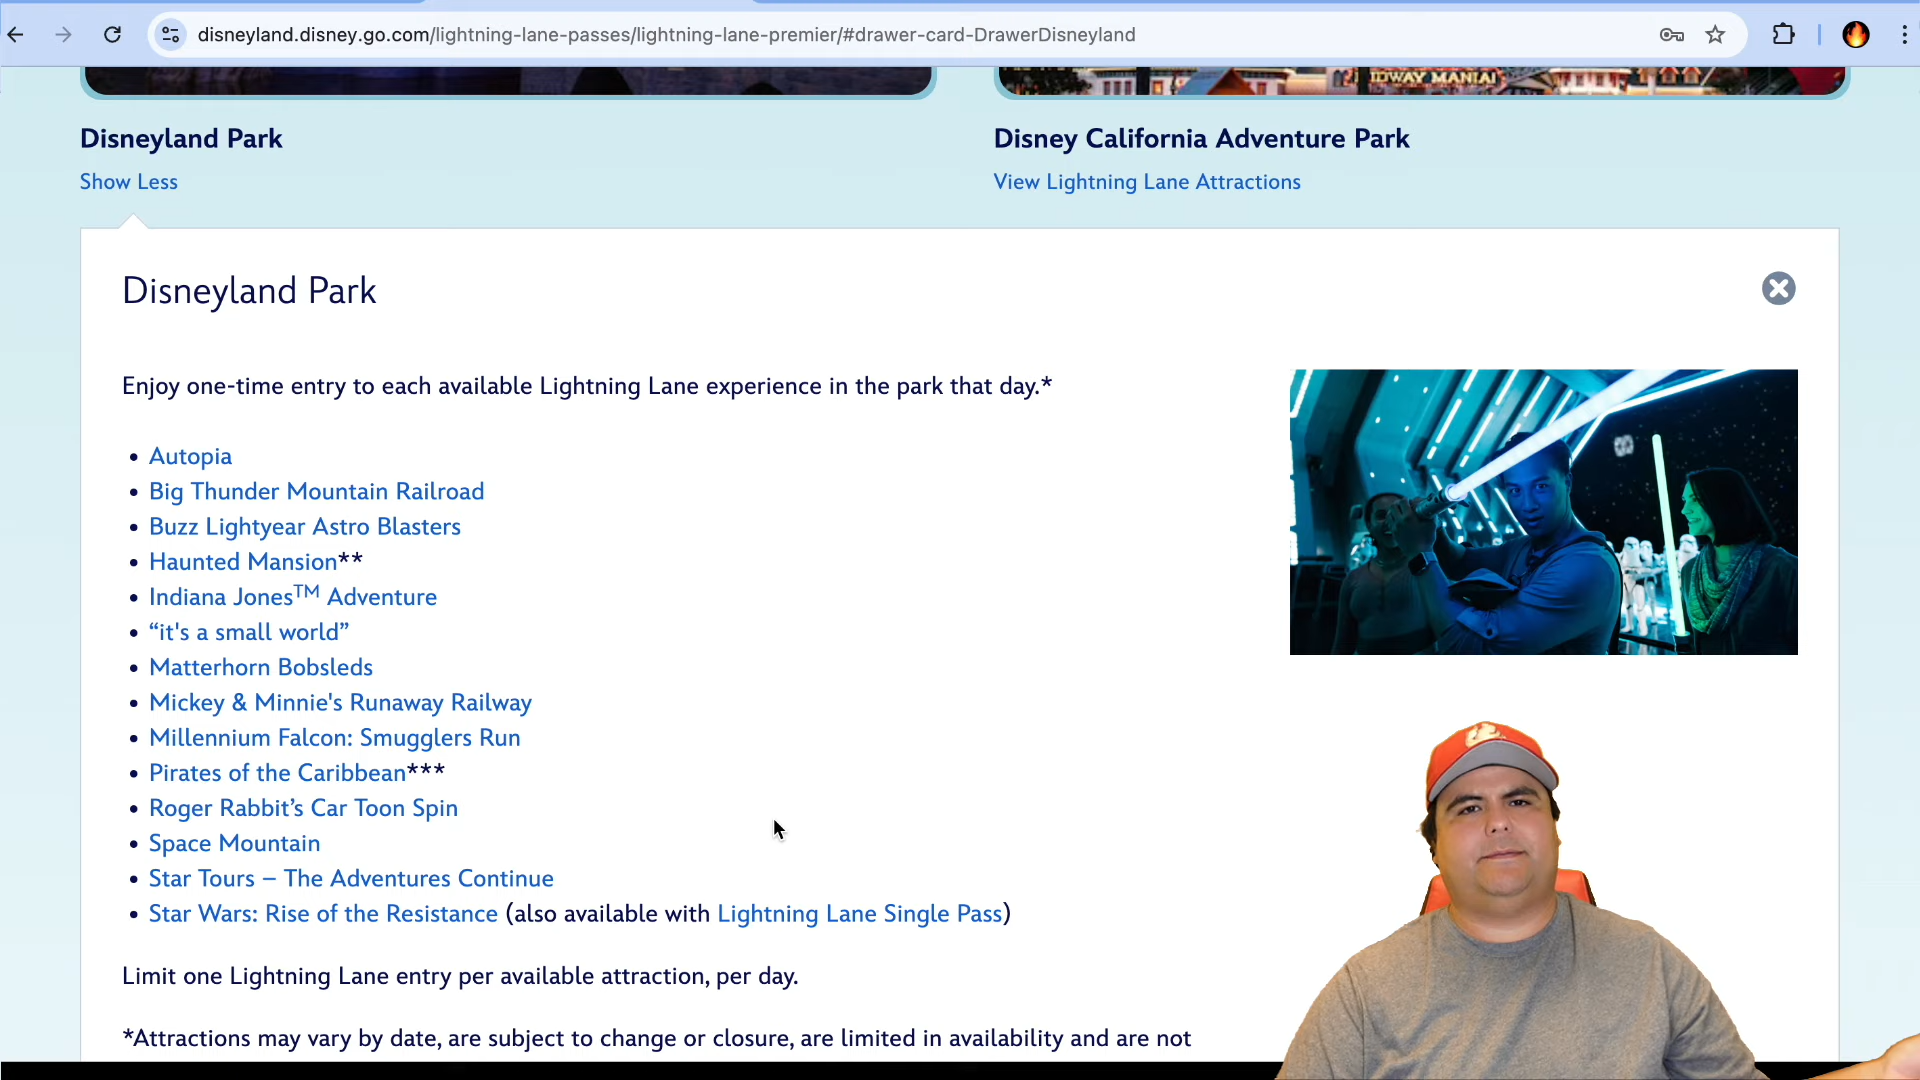 disneyland.disney.go.com/lightning-lane-passes/lightning-lane-premier/#drawer-card-DrawerDisneyland
IDWAY MANIA!
Disneyland Park
Disney California Adventure Park
Show Less
View Lightning Lane Attractions
Disneyland Park
Enjoy one-time entry to each available Lightning Lane experience in the park that day.*
• Autopia
• Big Thunder Mountain Railroad
• Buzz Lightyear Astro Blasters
• Haunted Mansion**
• Indiana Jones™ Adventure
• “it's a small world”
• Matterhorn Bobsleds
• Mickey & Minnie's Runaway Railway
• Millennium Falcon: Smugglers Run
• Pirates of the Caribbean***
• Roger Rabbit’s Car Toon Spin
• Space Mountain
• Star Tours – The Adventures Continue
• Star Wars: Rise of the Resistance (also available with Lightning Lane Single Pass)
Limit one Lightning Lane entry per available attraction, per day.
*Attractions may vary by date, are subject to change or closure, are limited in availability and are not